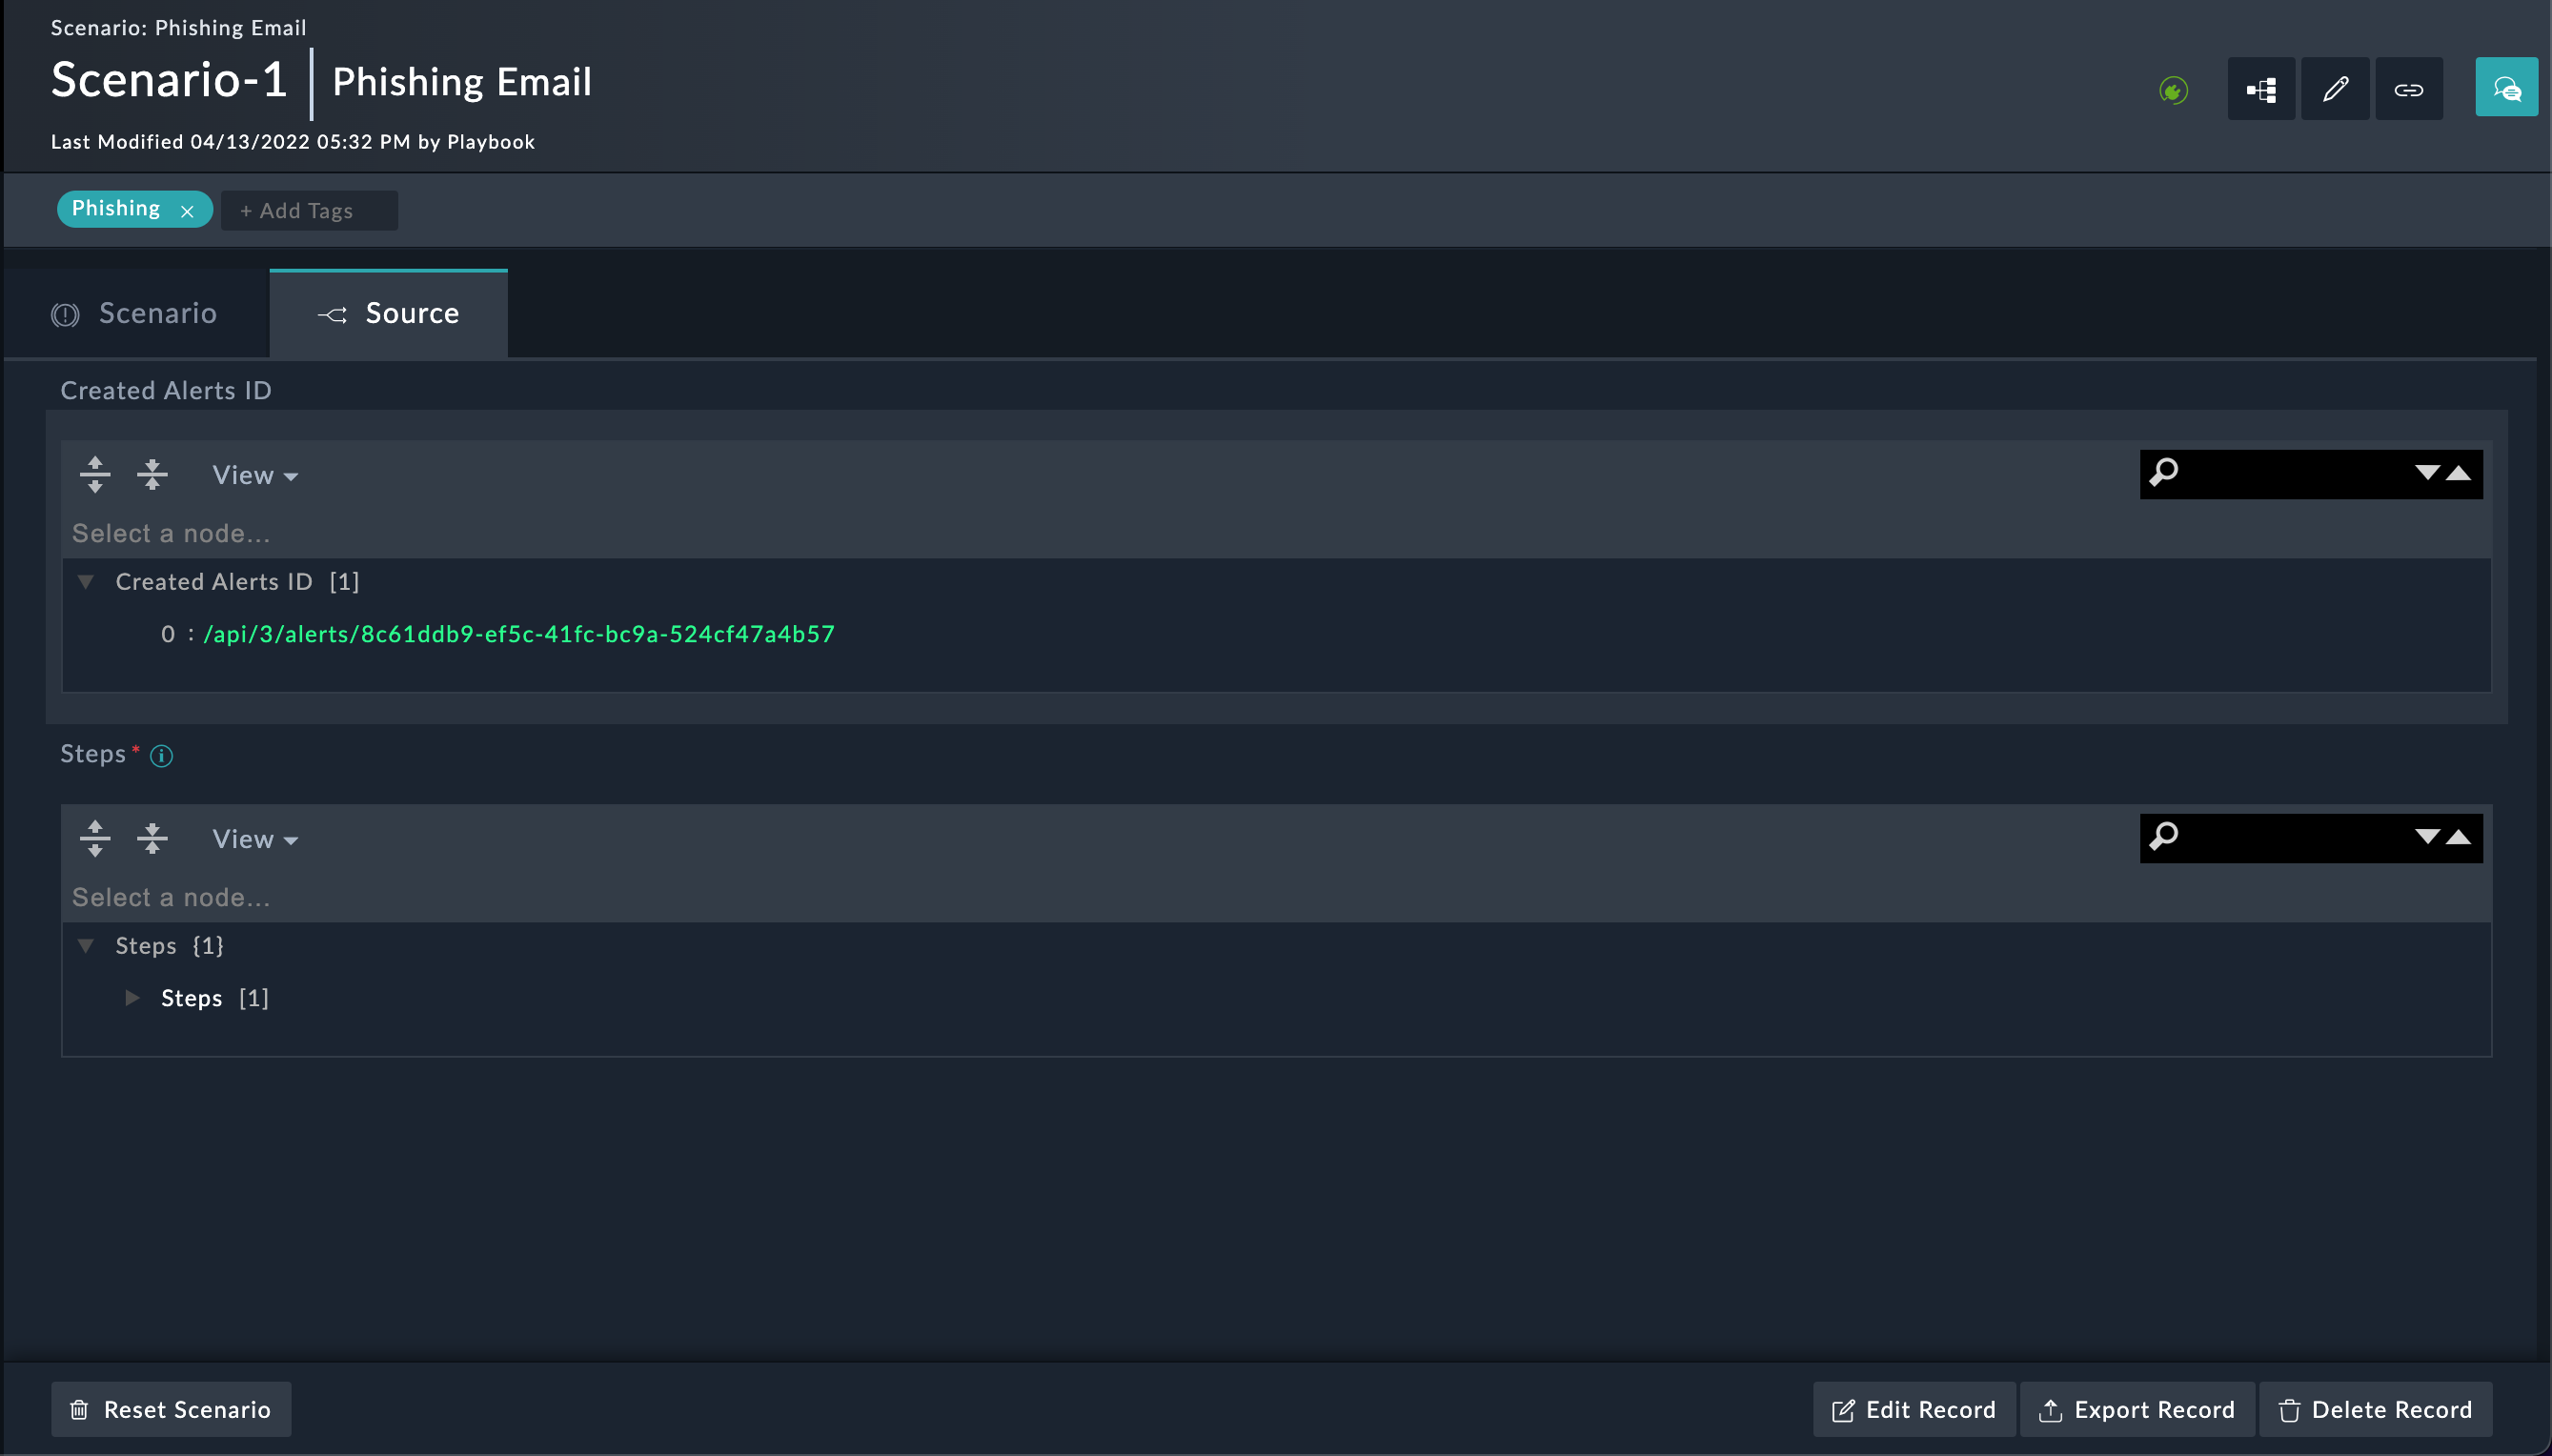 Scenario: Phishing Email
Scenario-1 Phishing Email
Last Modified 04/13/2022 05:32 PM by Playbook
Phishing × + Add Tags
Scenario Source
Created Alerts ID
View
Select a node...
Created Alerts ID [1]
0 : /api/3/alerts/8c61ddb9-ef5c-41fc-bc9a-524cf47a4b57
Steps*
View
Select a node...
Steps {1}
Steps [1]
Reset Scenario Edit Record Export Record Delete Record